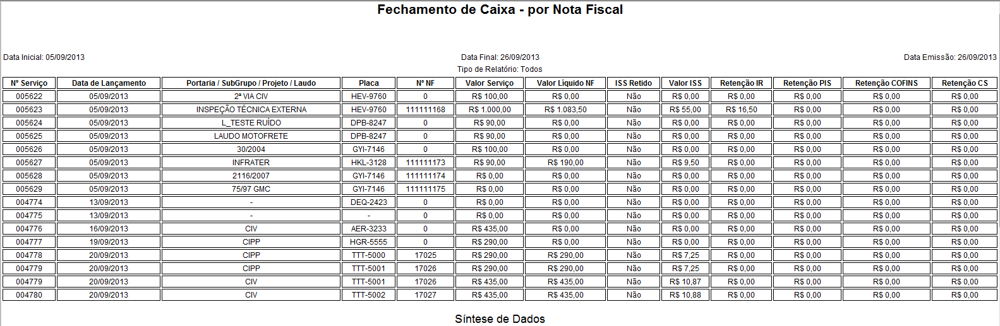 Fechamento de Caixa - por Nota Fiscal
Data Inicial: 05/09/2013 Data Final: 26/09/2013 Data Emissão: 26/09/2013
Tipo de Relatório: Todos
Nº Serviço Data de Lançamento Portaria / SubGrupo / Projeto / Laudo Placa Nº NF Valor Serviço Valor Líquido NF ISS Retido Valor ISS Retenção IR Retenção PIS Retenção COFINS Retenção CS
005622 05/09/2013 2ª VIA CIV HEV-9760 0 R$ 100,00 R$ 0,00 Não R$ 0,00 R$ 0,00 R$ 0,00 R$ 0,00 R$ 0,00
005623 05/09/2013 INSPEÇÃO TÉCNICA EXTERNA HEV-9760 111111168 R$ 1.000,00 R$ 1.083,50 Não R$ 55,00 R$ 16,50 R$ 0,00 R$ 0,00 R$ 0,00
005624 05/09/2013 L_TESTE RUÍDO DPB-8247 0 R$ 90,00 R$ 0,00 Não R$ 0,00 R$ 0,00 R$ 0,00 R$ 0,00 R$ 0,00
005625 05/09/2013 LAUDO MOTOFRETE DPB-8247 0 R$ 90,00 R$ 0,00 Não R$ 0,00 R$ 0,00 R$ 0,00 R$ 0,00 R$ 0,00
005626 05/09/2013 30/2004 GYI-7146 0 R$ 100,00 R$ 0,00 Não R$ 0,00 R$ 0,00 R$ 0,00 R$ 0,00 R$ 0,00
005627 05/09/2013 INFRATER HKL-3128 111111173 R$ 90,00 R$ 190,00 Não R$ 9,50 R$ 0,00 R$ 0,00 R$ 0,00 R$ 0,00
005628 05/09/2013 2116/2007 GYI-7146 111111174 R$ 0,00 R$ 0,00 Não R$ 0,00 R$ 0,00 R$ 0,00 R$ 0,00 R$ 0,00
005629 05/09/2013 75/97 GMC GYI-7146 111111175 R$ 0,00 R$ 0,00 Não R$ 0,00 R$ 0,00 R$ 0,00 R$ 0,00 R$ 0,00
004774 13/09/2013 - DEQ-2423 0 R$ 0,00 R$ 0,00 Não R$ 0,00 R$ 0,00 R$ 0,00 R$ 0,00 R$ 0,00
004775 13/09/2013 - - 0 R$ 0,00 R$ 0,00 Não R$ 0,00 R$ 0,00 R$ 0,00 R$ 0,00 R$ 0,00
004776 16/09/2013 CIV AER-3233 0 R$ 435,00 R$ 0,00 Não R$ 0,00 R$ 0,00 R$ 0,00 R$ 0,00 R$ 0,00
004777 19/09/2013 CIPP HGR-5555 0 R$ 290,00 R$ 0,00 Não R$ 0,00 R$ 0,00 R$ 0,00 R$ 0,00 R$ 0,00
004778 20/09/2013 CIPP TTT-5000 17025 R$ 290,00 R$ 290,00 Não R$ 7,25 R$ 0,00 R$ 0,00 R$ 0,00 R$ 0,00
004779 20/09/2013 CIPP TTT-5001 17026 R$ 290,00 R$ 290,00 Não R$ 7,25 R$ 0,00 R$ 0,00 R$ 0,00 R$ 0,00
004779 20/09/2013 CIV TTT-5001 17026 R$ 435,00 R$ 435,00 Não R$ 10,87 R$ 0,00 R$ 0,00 R$ 0,00 R$ 0,00
004780 20/09/2013 CIV TTT-5002 17027 R$ 435,00 R$ 435,00 Não R$ 10,88 R$ 0,00 R$ 0,00 R$ 0,00 R$ 0,00
Síntese de Dados